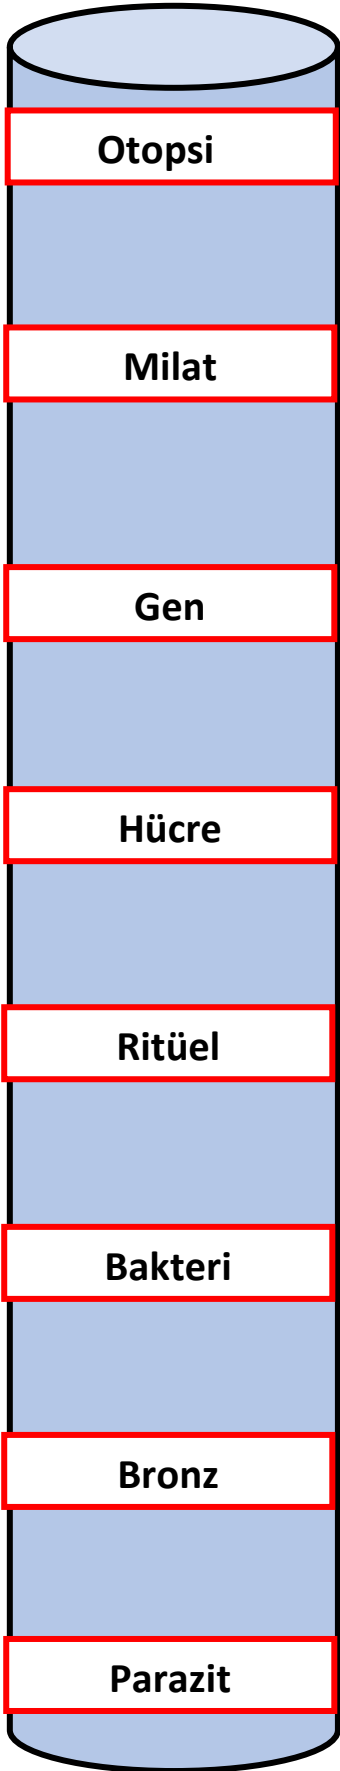 Otopsi
Milat
Gen
Hücre
Ritüel
Bakteri
Bronz
Parazit